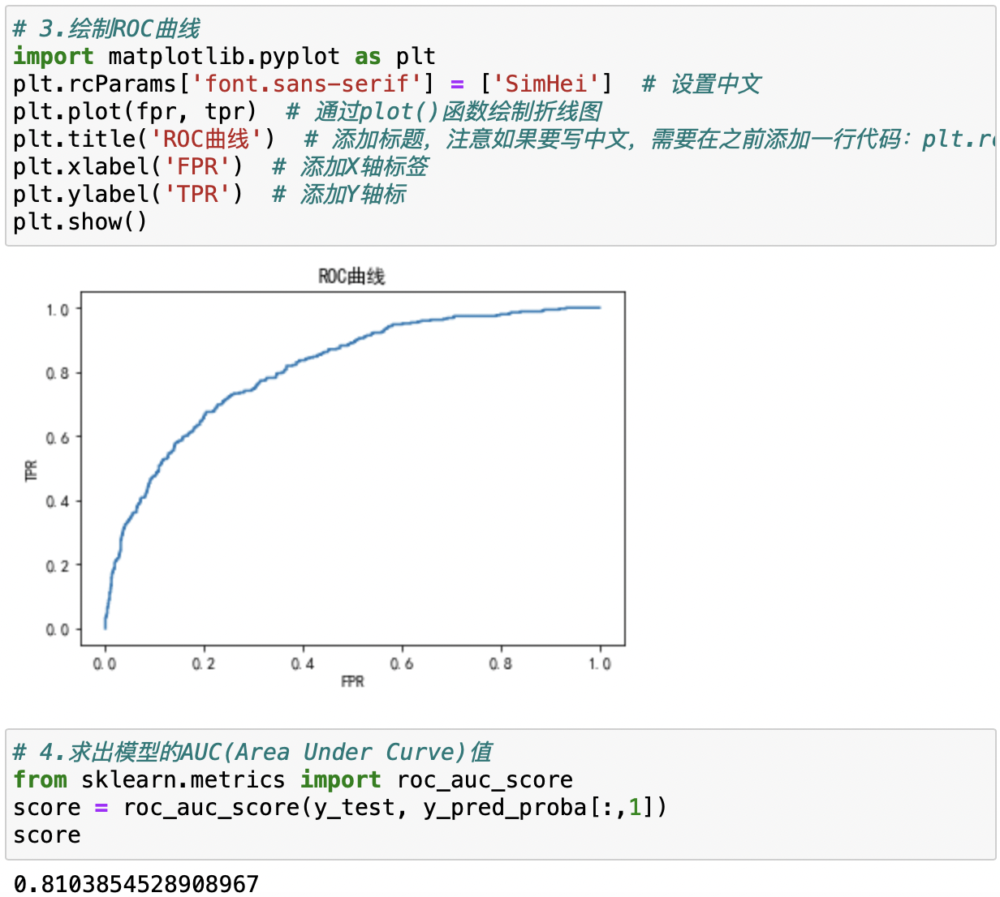 # 3.绘制ROC曲线
import matplotlib.pyplot as plt
plt.rcParams['font.sans-serif'] = ['SimHei']  # 设置中文
plt.plot(fpr, tpr)  # 通过plot()函数绘制折线图
plt.title('ROC曲线')  # 添加标题，注意如果要写中文，需要在之前添加一行代码：plt.r
plt.xlabel('FPR')  # 添加X轴标签
plt.ylabel('TPR')  # 添加Y轴标
plt.show()
ROC曲线
1.0
0.8
0.6
0.4
0.2
0.0
TPR
0.0 0.2 0.4 0.6 0.8 1.0
FPR
# 4.求出模型的AUC(Area Under Curve)值
from sklearn.metrics import roc_auc_score
score = roc_auc_score(y_test, y_pred_proba[:,1])
score
0.8103854528908967